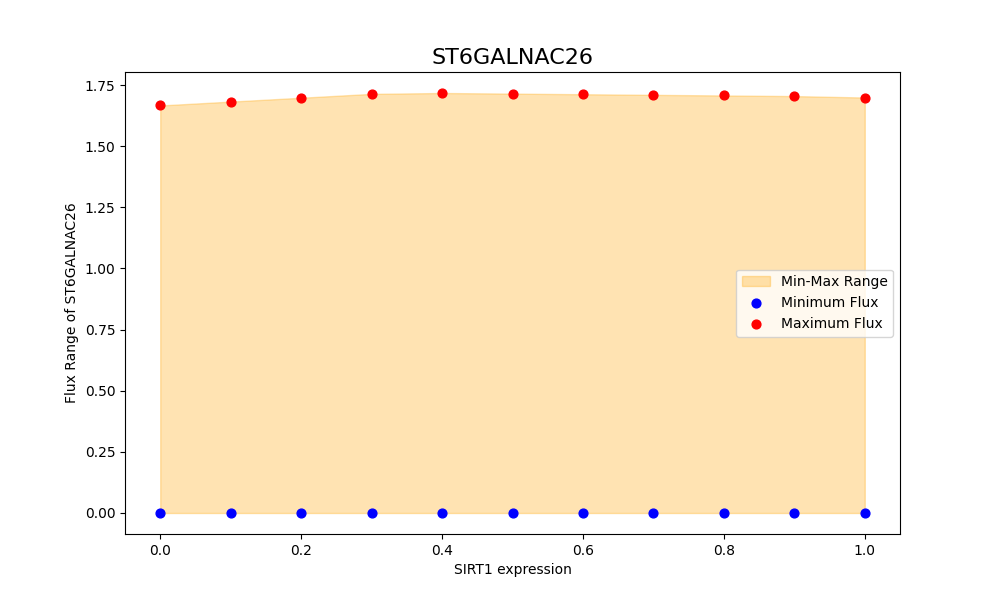 ST6GALNAC26
Flux Range of ST6GALNAC26
1.75
1.50
1.25
1.00
0.75
0.50
0.25
0.00
Min-Max Range
Minimum Flux
Maximum Flux
0.0 0.2 0.4 0.6 0.8 1.0
SIRT1 expression